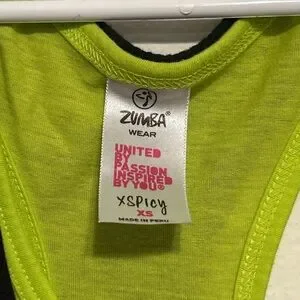 ZUMBA®
WEAR
UNITED
BY
PASSION
INSPIRED
BY YOU®
XSPICY
XS
MADE IN PERU